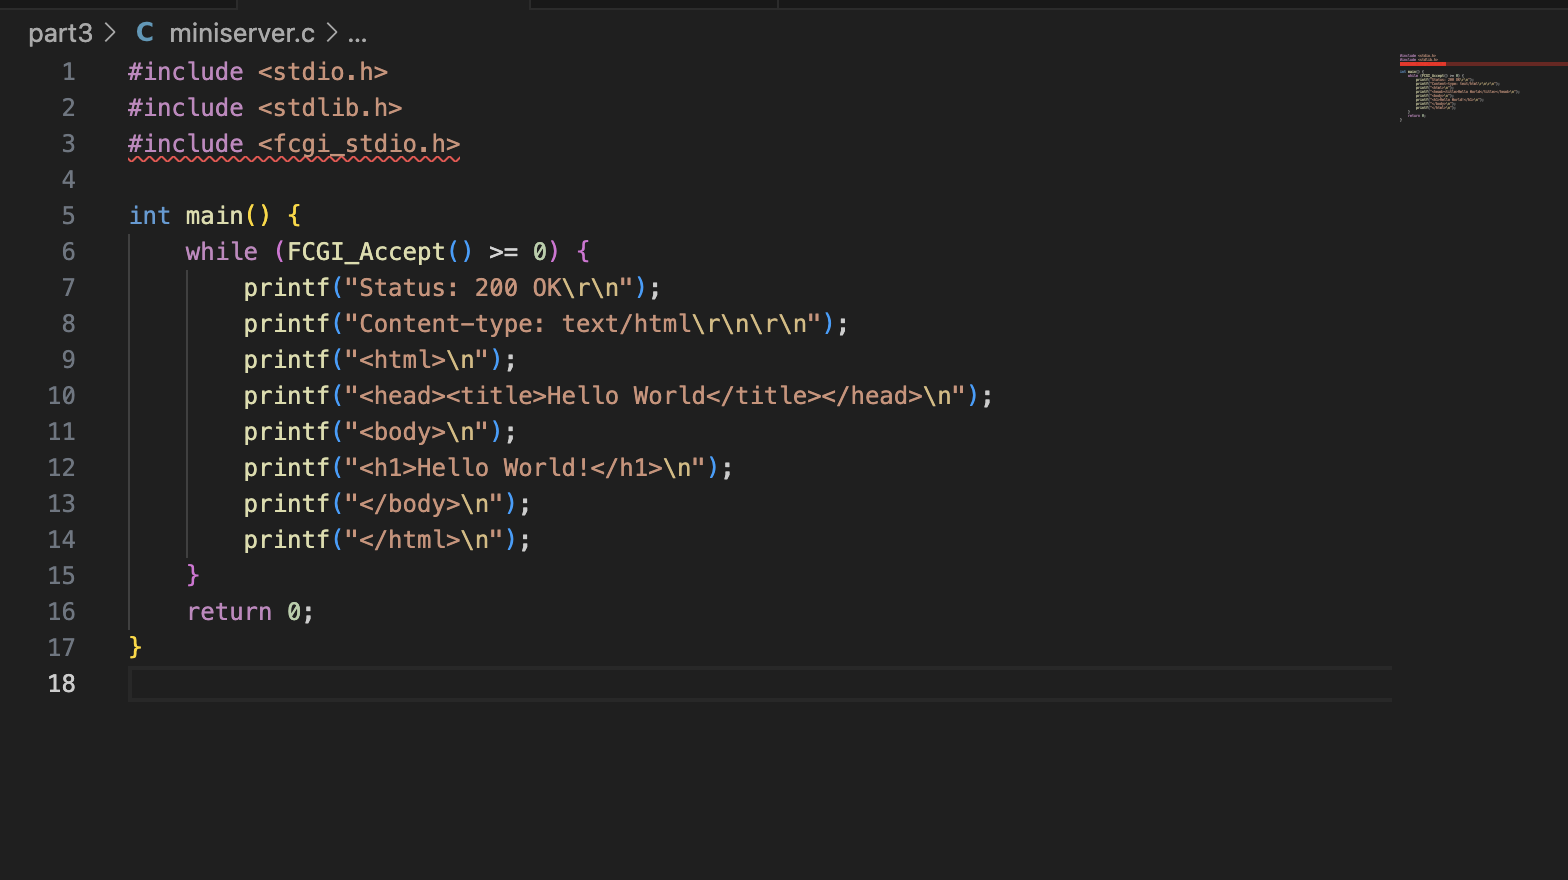 part3 > C miniserver.c > ...
1 #include <stdio.h>
2 #include <stdlib.h>
3 #include <fcgi_stdio.h>
4
5 int main() {
6     while (FCGI_Accept() >= 0) {
7         printf("Status: 200 OK\r\n");
8         printf("Content-type: text/html\r\n\r\n");
9         printf("<html>\n");
10         printf("<head><title>Hello World</title></head>\n");
11         printf("<body>\n");
12         printf("<h1>Hello World!</h1>\n");
13         printf("</body>\n");
14         printf("</html>\n");
15     }
16     return 0;
17 }
18